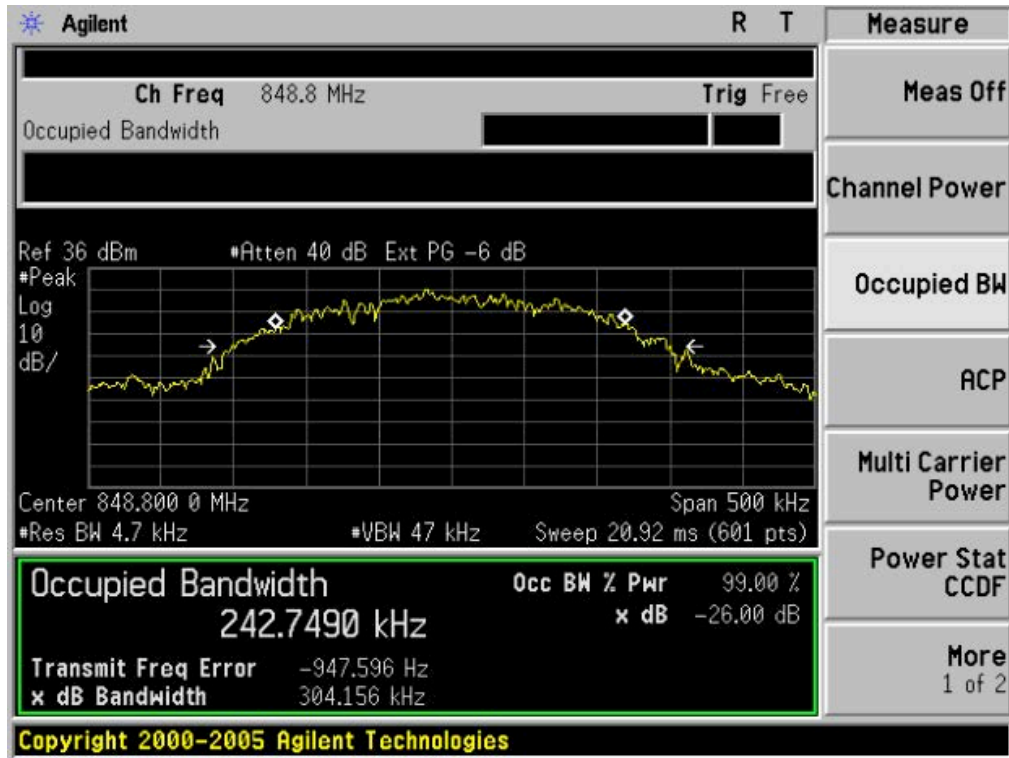 Agilent R T Measure
Ch Freq 848.8 MHz Trig Free
Occupied Bandwidth
Meas Off
Channel Power
Occupied BW
ACP
Multi Carrier
Power
Power Stat
CCDF
More
1 of 2
Ref 36 dBm #Atten 40 dB Ext PG -6 dB
#Peak
Log
10
dB/
Center 848.800 0 MHz Span 500 kHz
#Res BW 4.7 kHz #VBW 47 kHz Sweep 20.92 ms (601 pts)
Occupied Bandwidth Occ BW % Pwr 99.00 %
242.7490 kHz x dB -26.00 dB
Transmit Freq Error -947.596 Hz
x dB Bandwidth 304.156 kHz
Copyright 2000-2005 Agilent Technologies